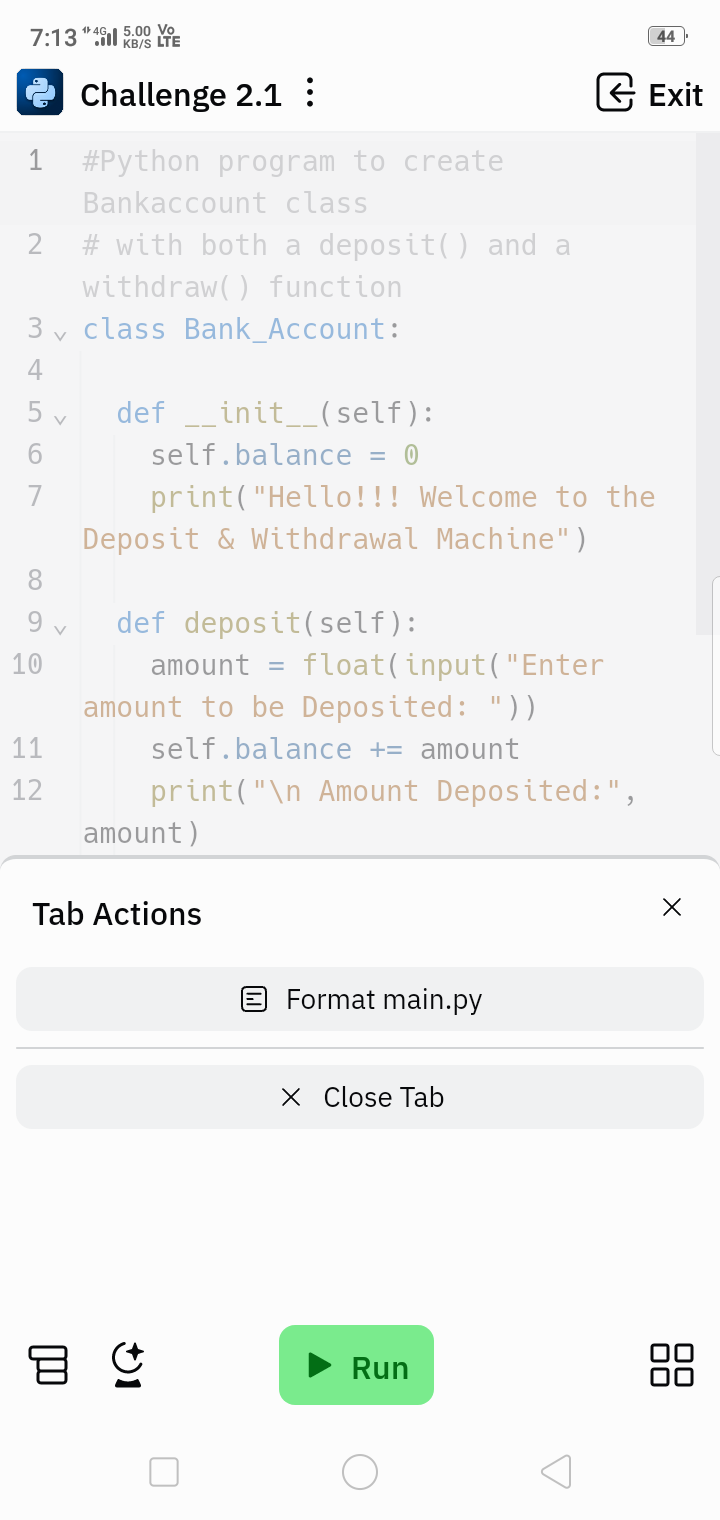 7:13 4G 5.00 KB/S Vo LTE 44
Challenge 2.1 Exit
1 #Python program to create
Bankaccount class
2 # with both a deposit() and a
withdraw() function
3 class Bank_Account:
4
5 def __init__(self):
6 self.balance = 0
7 print("Hello!!! Welcome to the
Deposit & Withdrawal Machine")
8
9 def deposit(self):
10 amount = float(input("Enter
amount to be Deposited: "))
11 self.balance += amount
12 print("\n Amount Deposited:",
amount)
Tab Actions
Format main.py
Close Tab
Run